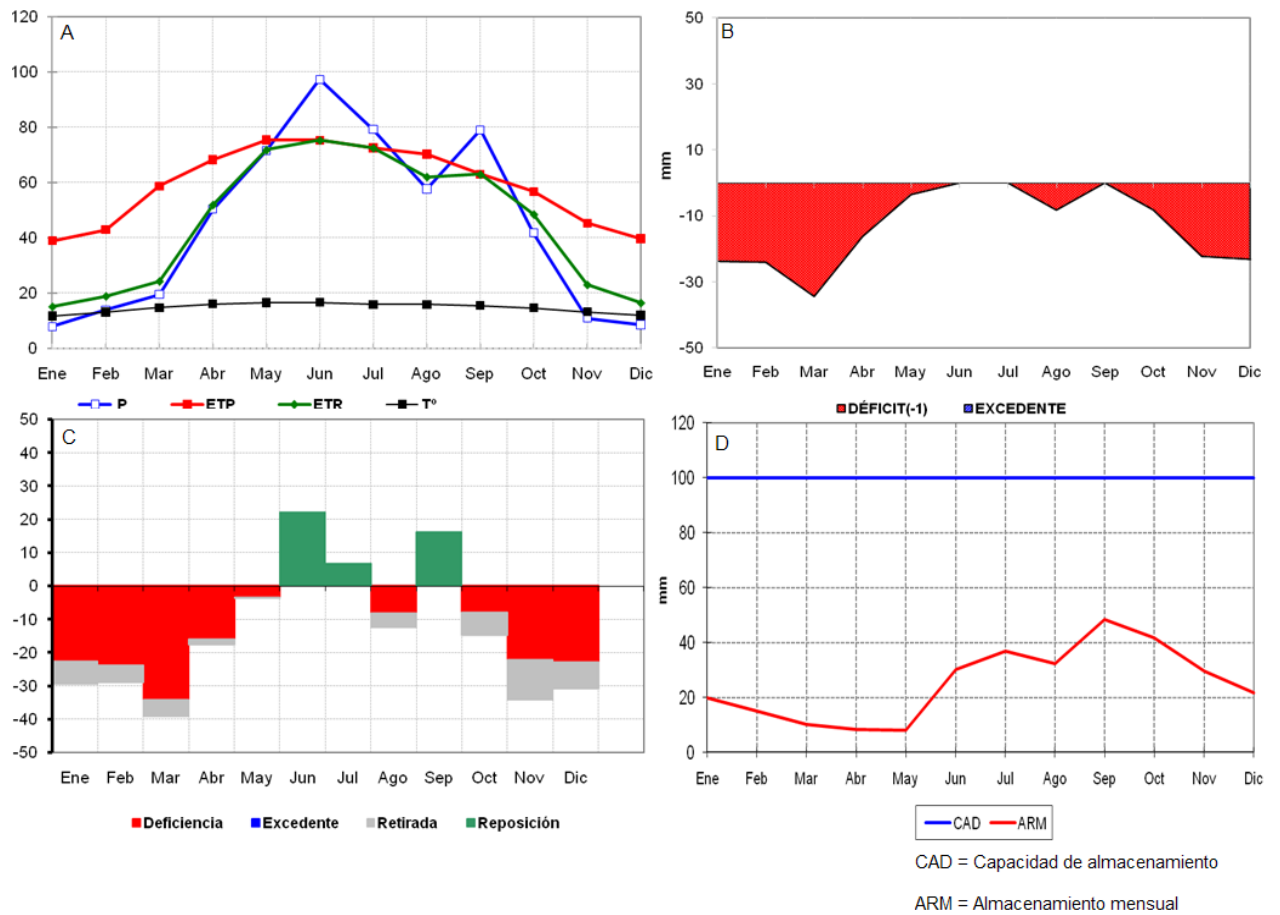 A
120
100
80
60
40
20
0
Ene Feb Mar Abr May Jun Jul Ago Sep Oct Nov Dic
P ETP ETR Tº
B
mm
50
30
10
-10
-30
-50
Ene Feb Mar Abr May Jun Jul Ago Sep Oct Nov Dic
DÉFICIT(-1) EXCEDENTE
C
50
40
30
20
10
0
-10
-20
-30
-40
-50
Ene Feb Mar Abr May Jun Jul Ago Sep Oct Nov Dic
Deficiencia Excedente Retirada Reposición
D
mm
120
100
80
60
40
20
0
Ene Feb Mar Abr May Jun Jul Ago Sep Oct Nov Dic
CAD ARM
CAD = Capacidad de almacenamiento
ARM = Almacenamiento mensual